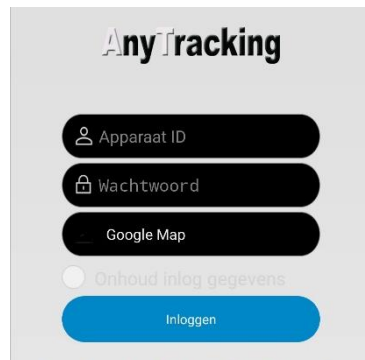 AnyTracking
Apparaat ID
Wachtwoord
Google Map
Onhoud inlog gegevens
Inloggen